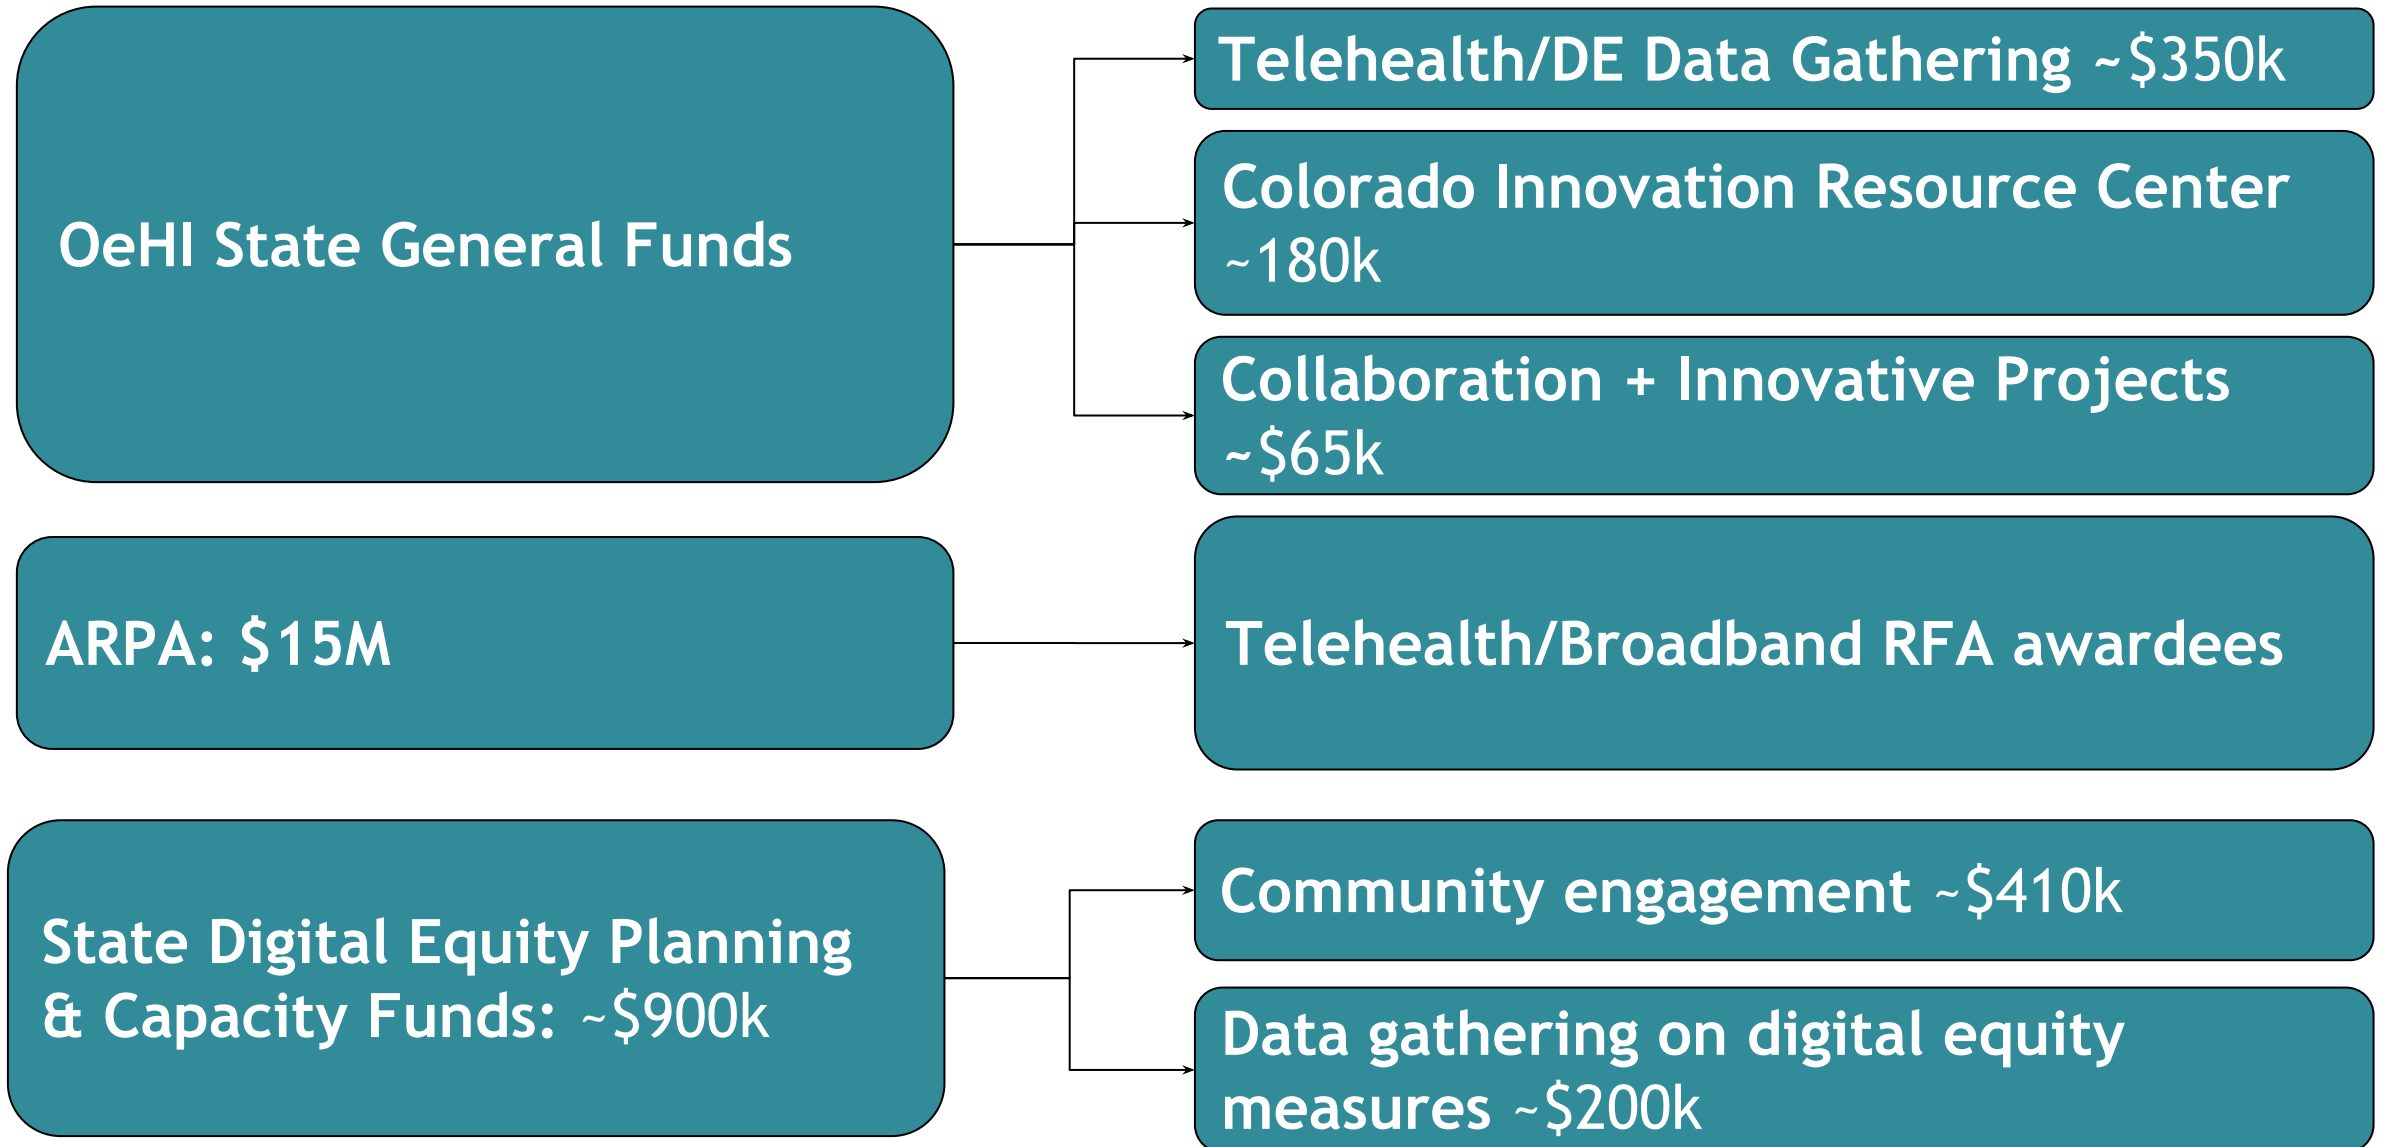 OeHI State General Funds
Telehealth/DE Data Gathering ~$350k
Colorado Innovation Resource Center
~180k
Collaboration + Innovative Projects
~$65k
ARPA: $15M
Telehealth/Broadband RFA awardees
State Digital Equity Planning
& Capacity Funds: ~$900k
Community engagement ~$410k
Data gathering on digital equity
measures ~$200k